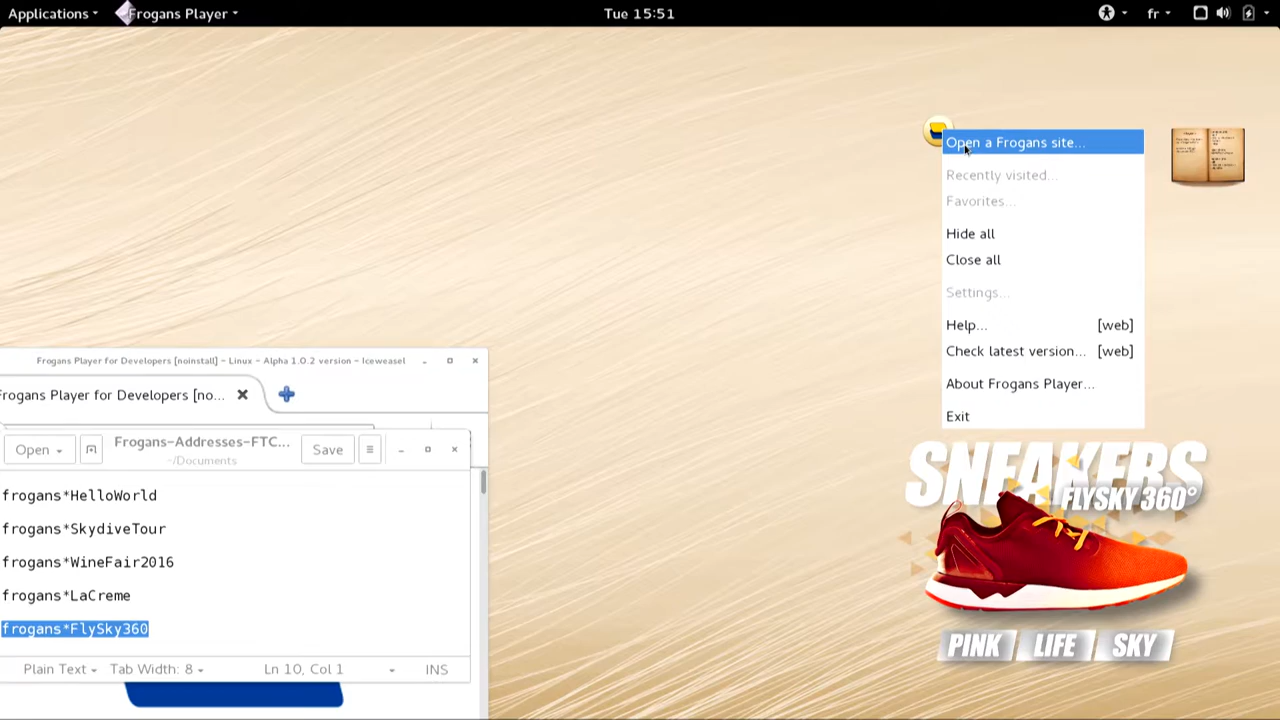 Applications
Frogans Player
Tue 15:51
fr
Open a Frogans site...
Recently visited...
Favorites...
Hide all
Close all
Settings...
Help... [web]
Check latest version... [web]
About Frogans Player...
Exit
Frogans Player for Developers [noinstall] – Linux – Alpha 1.0.2 version – Iceweasel
Frogans Player for Developers [no...
Open
Frogans-Addresses-FTC...
~/Documents
Save
frogans*HelloWorld
frogans*SkydiveTour
frogans*WineFair2016
frogans*LaCreme
frogans*FlySky360
Plain Text
Tab Width: 8
Ln 10, Col 1
INS
SNEAKERS
FLYSKY 360°
PINK LIFE SKY